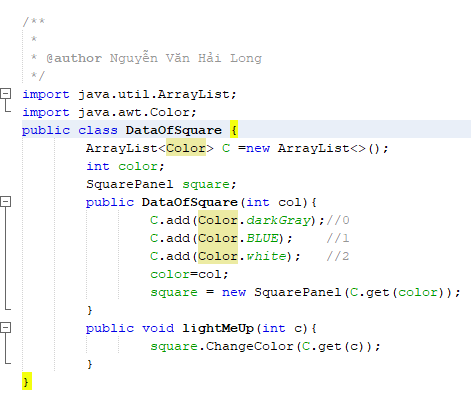 /**
*
* @author Nguyễn Văn Hải Long
*/
import java.util.ArrayList;
import java.awt.Color;
public class DataOfSquare {
ArrayList<Color> C =new ArrayList<>();
int color;
SquarePanel square;
public DataOfSquare(int col){
C.add(Color.darkGray);//0
C.add(Color.BLUE);    //1
C.add(Color.white);   //2
color=col;
square = new SquarePanel(C.get(color));
}
public void lightMeUp(int c){
square.ChangeColor(C.get(c));
}
}